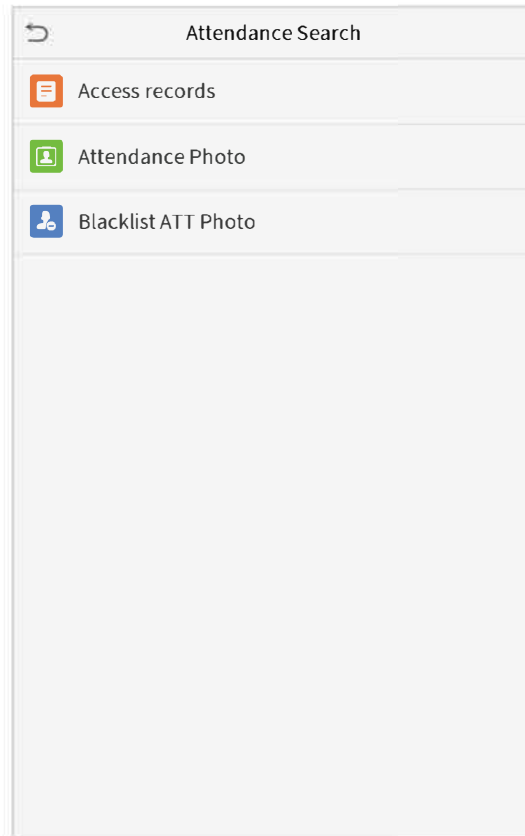 Attendance Search
Access records
Attendance Photo
Blacklist ATT Photo